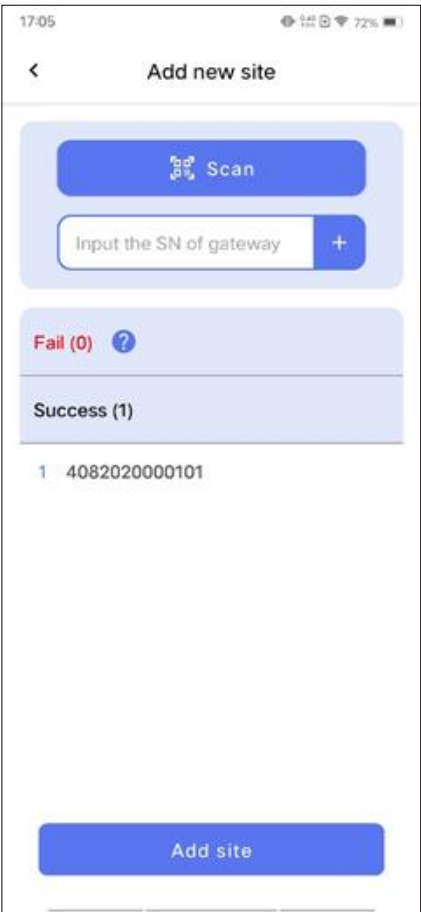 17:05 72%
Add new site
Scan
Input the SN of gateway +
Fail (0) ?
Success (1)
1 4082020000101
Add site